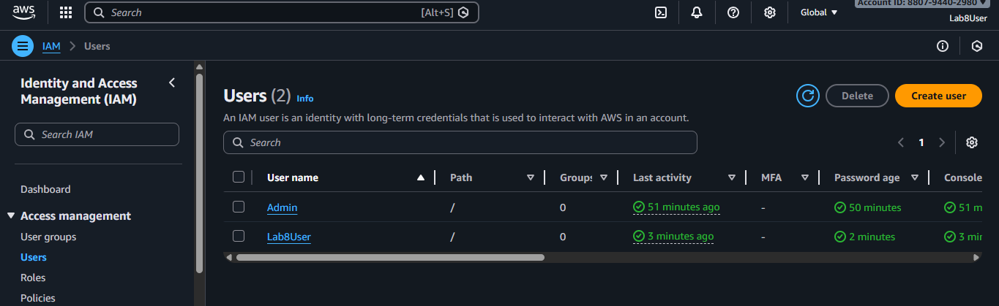 aws
Search
[Alt+S]
Global
Account ID: 8807-9440-2980
Lab8User
IAM
Users
Identity and Access
Management (IAM)
Search IAM
Dashboard
Access management
User groups
Users
Roles
Policies
Users (2) Info
Delete
Create user
An IAM user is an identity with long-term credentials that is used to interact with AWS in an account.
Search
1
User name Path Groups Last activity MFA Password age Console
Admin / 0 51 minutes ago - 50 minutes 51 m
Lab8User / 0 3 minutes ago - 2 minutes 3 min